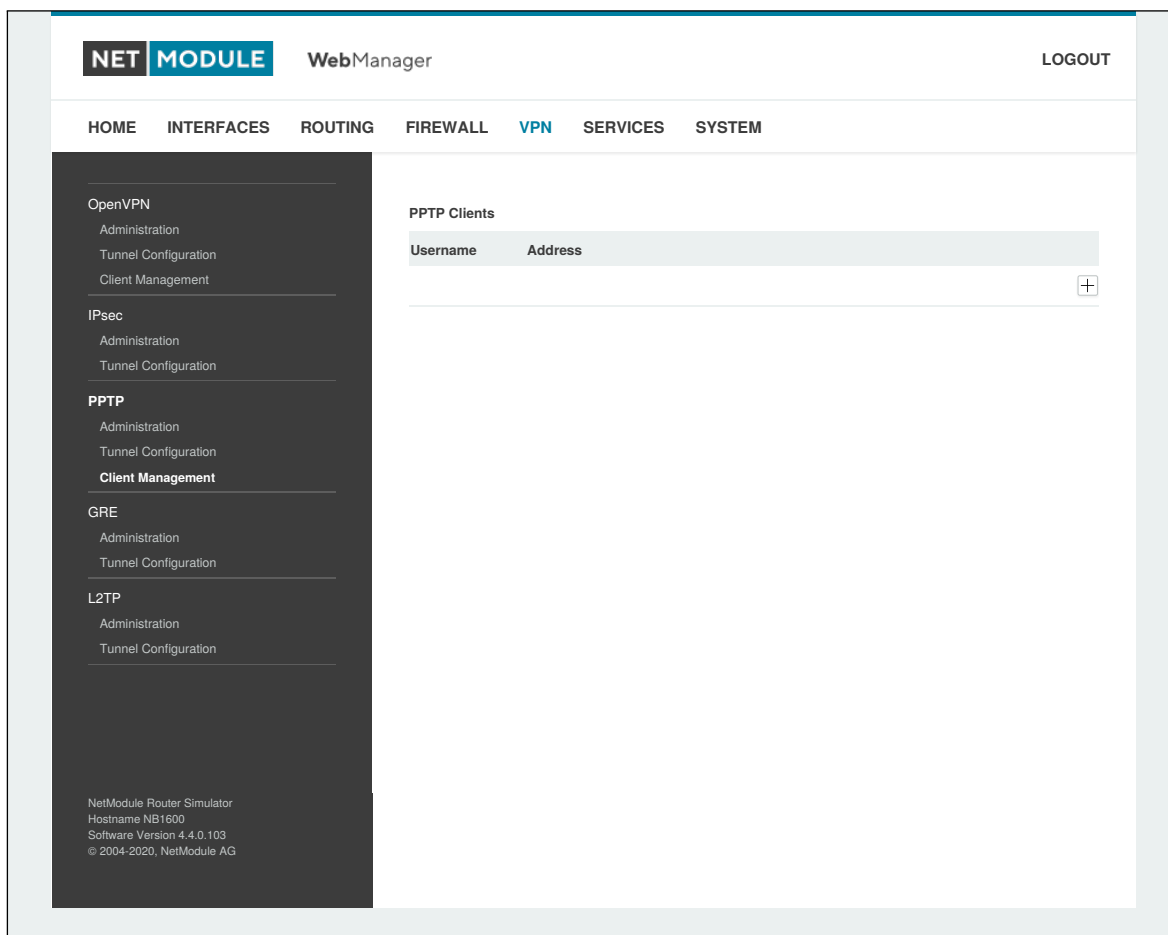 NET MODULE WebManager LOGOUT
HOME INTERFACES ROUTING FIREWALL VPN SERVICES SYSTEM
OpenVPN
Administration
Tunnel Configuration
Client Management
IPsec
Administration
Tunnel Configuration
PPTP
Administration
Tunnel Configuration
Client Management
GRE
Administration
Tunnel Configuration
L2TP
Administration
Tunnel Configuration
NetModule Router Simulator
Hostname NB1600
Software Version 4.4.0.103
© 2004-2020, NetModule AG
PPTP Clients
Username Address